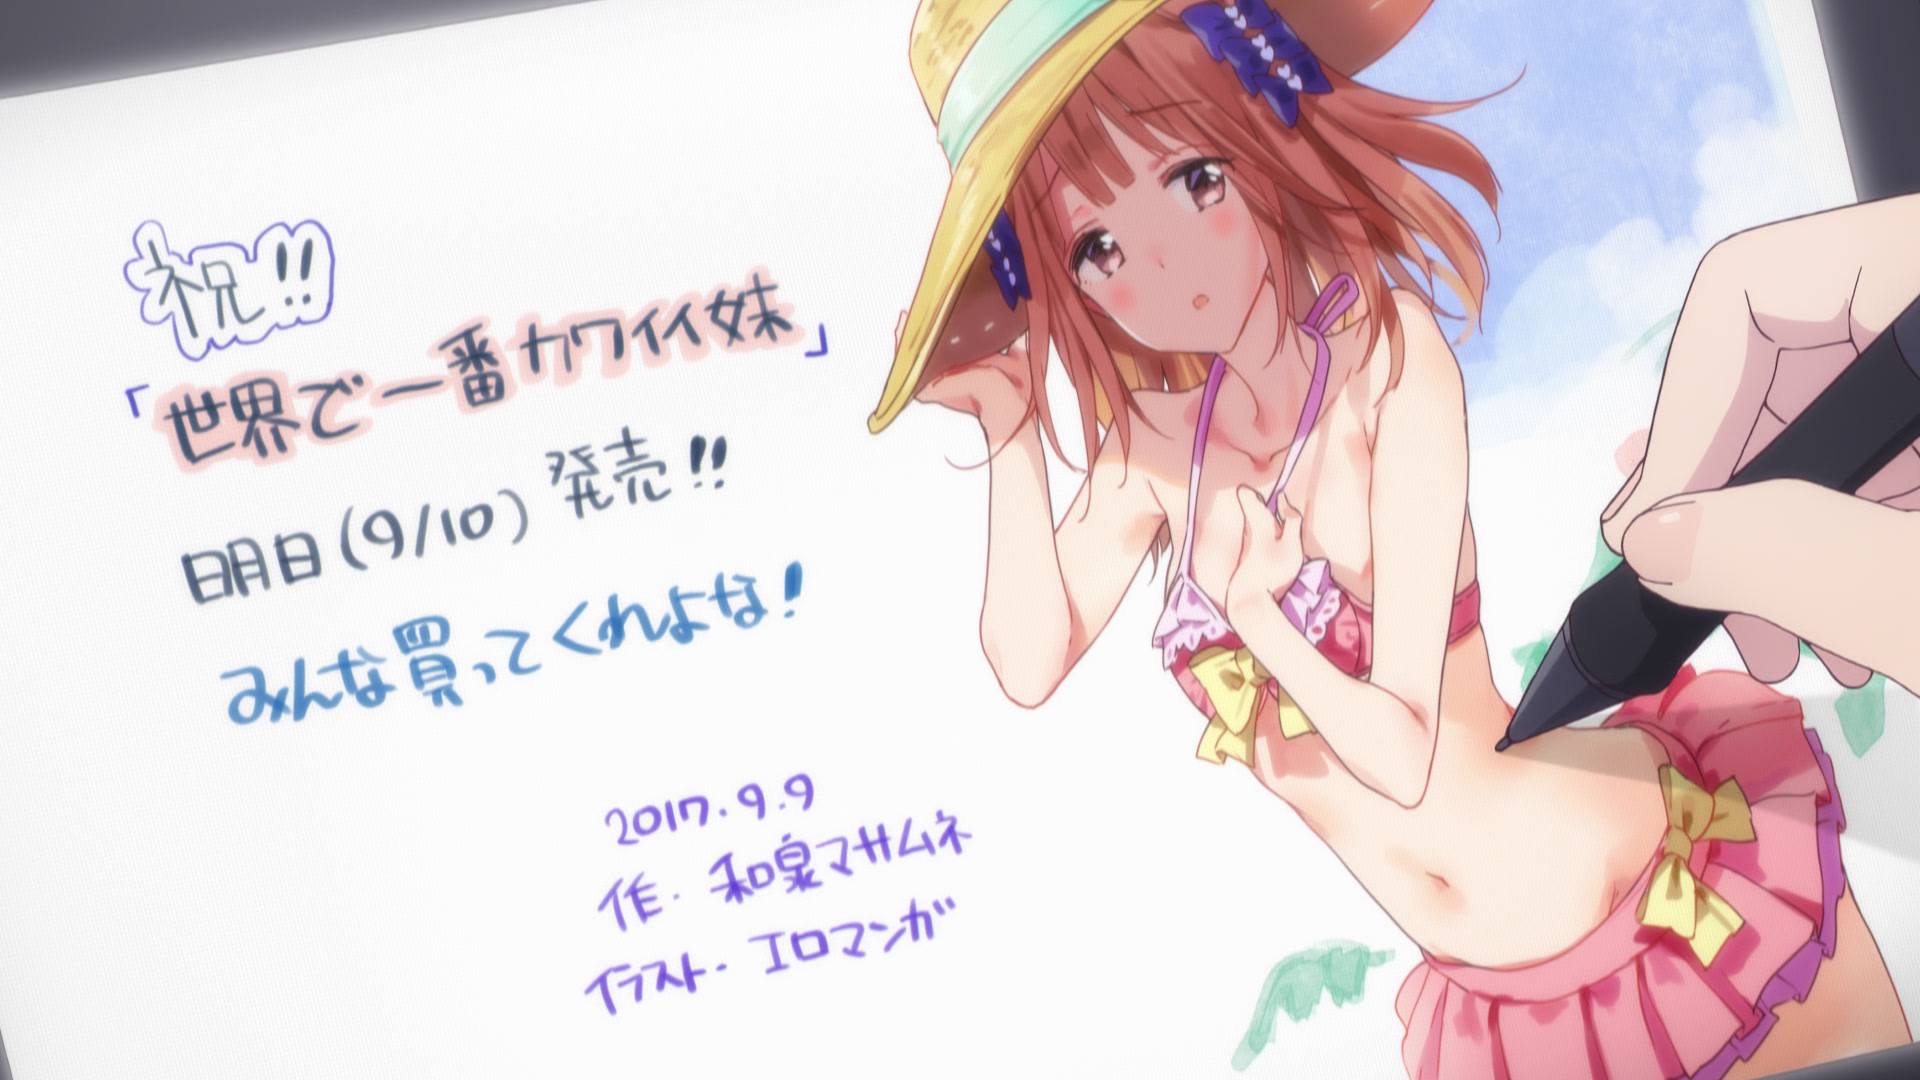 祝!!
「世界で一番カワイイ妹」
明日(9/10)発売!!
みんな買ってくれよな!
2017.9.9
作.和泉マサムネ
イラスト.エロマンガ